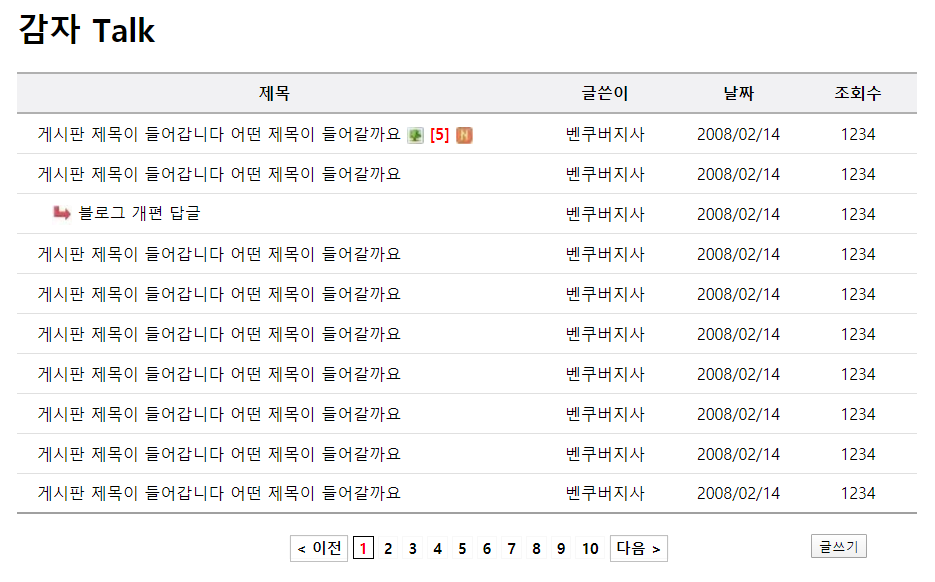 감자 Talk
제목 글쓴이 날짜 조회수
게시판 제목이 들어갑니다 어떤 제목이 들어갈까요 [5] N 벤쿠버지사 2008/02/14 1234
게시판 제목이 들어갑니다 어떤 제목이 들어갈까요 벤쿠버지사 2008/02/14 1234
블로그 개편 답글 벤쿠버지사 2008/02/14 1234
게시판 제목이 들어갑니다 어떤 제목이 들어갈까요 벤쿠버지사 2008/02/14 1234
게시판 제목이 들어갑니다 어떤 제목이 들어갈까요 벤쿠버지사 2008/02/14 1234
게시판 제목이 들어갑니다 어떤 제목이 들어갈까요 벤쿠버지사 2008/02/14 1234
게시판 제목이 들어갑니다 어떤 제목이 들어갈까요 벤쿠버지사 2008/02/14 1234
게시판 제목이 들어갑니다 어떤 제목이 들어갈까요 벤쿠버지사 2008/02/14 1234
게시판 제목이 들어갑니다 어떤 제목이 들어갈까요 벤쿠버지사 2008/02/14 1234
게시판 제목이 들어갑니다 어떤 제목이 들어갈까요 벤쿠버지사 2008/02/14 1234
< 이전 1 2 3 4 5 6 7 8 9 10 다음 > 글쓰기